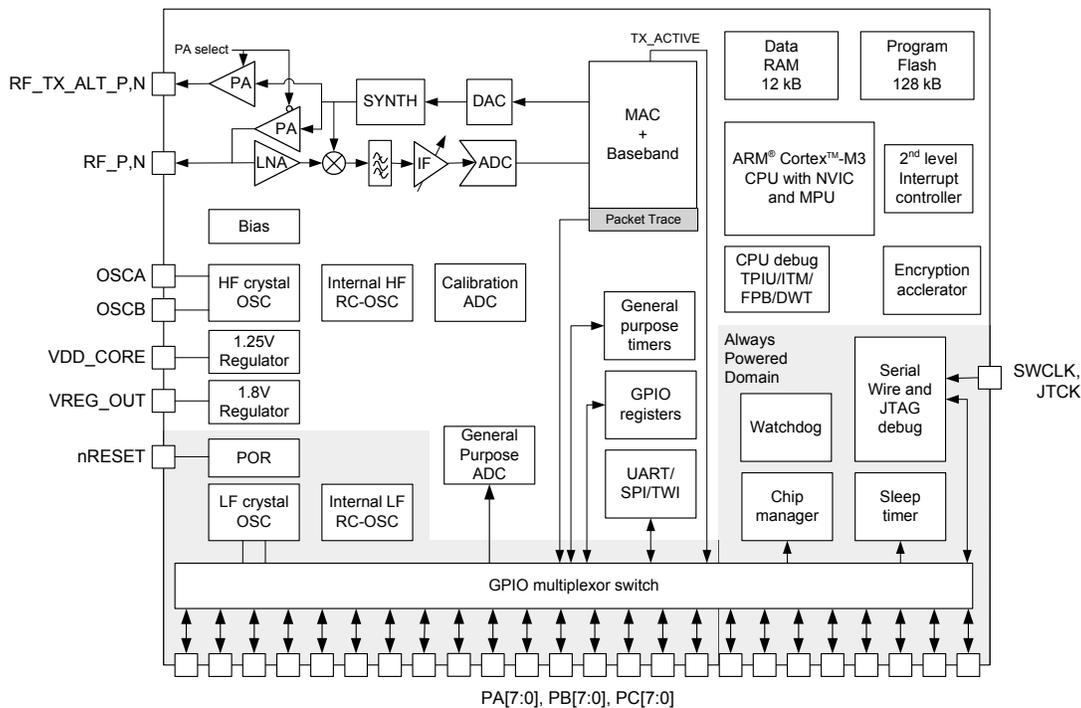 TX_ACTIVE
PA select
RF_TX_ALT_P,N
PA
SYNTH
DAC
MAC
+
Baseband
Data
RAM
12 kB
Program
Flash
128 kB
PA
RF_P,N
LNA
IF
ADC
Packet Trace
ARM® Cortex™-M3
CPU with NVIC
and MPU
2nd level
Interrupt
controller
Bias
OSCA
OSCB
HF crystal
OSC
Internal HF
RC-OSC
Calibration
ADC
CPU debug
TPIU/ITM/
FPB/DWT
Encryption
acclerator
VDD_CORE
1.25V
Regulator
General
purpose
timers
Always
Powered
Domain
Serial
Wire and
JTAG
debug
SWCLK,
JTCK
VREG_OUT
1.8V
Regulator
GPIO
registers
Watchdog
nRESET
POR
General
Purpose
ADC
UART/
SPI/TWI
LF crystal
OSC
Internal LF
RC-OSC
Chip
manager
Sleep
timer
GPIO multiplexor switch
PA[7:0], PB[7:0], PC[7:0]